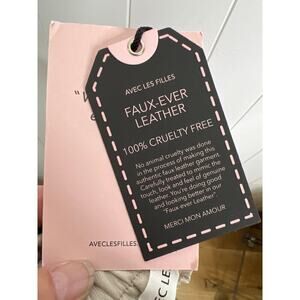 AVEC LES FILLES
FAUX-EVER
LEATHER
100% CRUELTY FREE
No animal cruelty was done
in the process of making this
authentic faux leather garment.
Carefully treated to mimic the
touch, look and feel of genuine
leather. You're doing good
and looking better in our
"Faux ever Leather".
MERCI MON AMOUR
AVECLESFILLES.